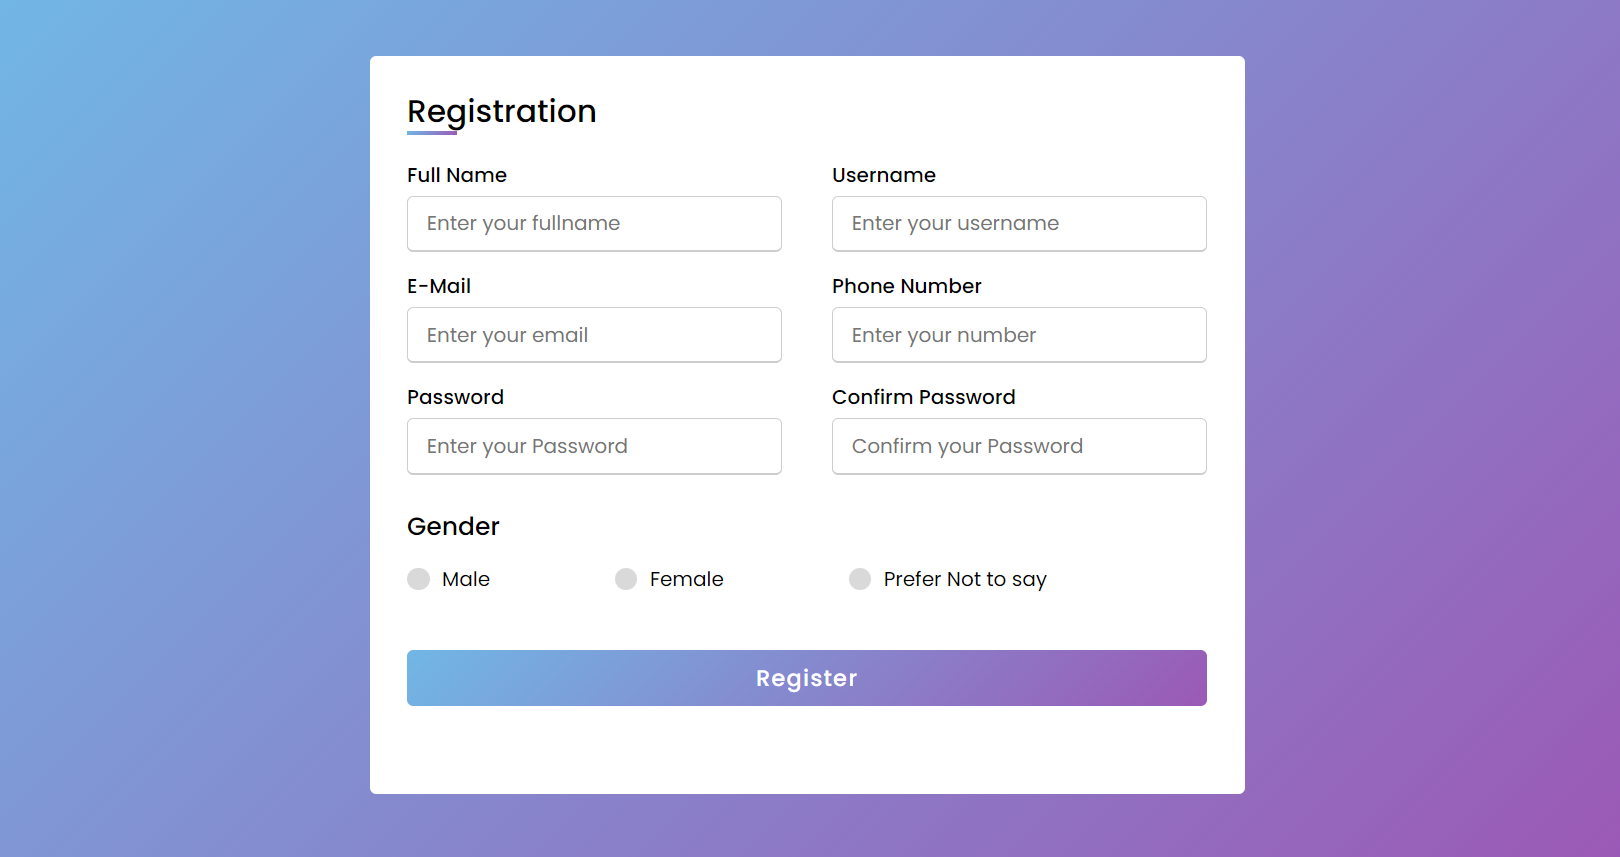 Registration
Full Name
Username
Enter your fullname
Enter your username
E-Mail
Phone Number
Enter your email
Enter your number
Password
Confirm Password
Enter your Password
Confirm your Password
Gender
Male
Female
Prefer Not to say
Register